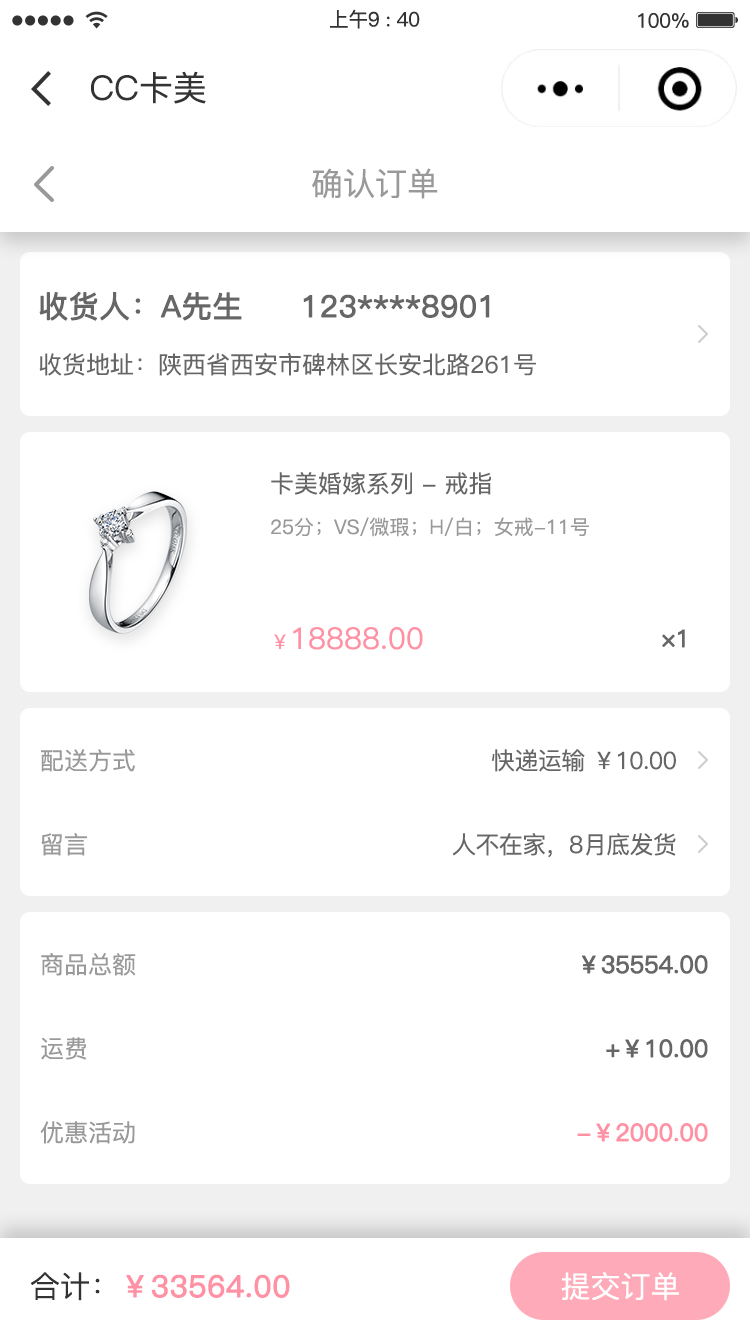 上午9 : 40
100%
CC卡美
确认订单
收货人：A先生 123****8901
收货地址：陕西省西安市碑林区长安北路261号
卡美婚嫁系列 – 戒指
25分；VS/微瑕；H/白；女戒–11号
¥18888.00 ×1
配送方式 快递运输 ¥10.00
留言 人不在家，8月底发货
商品总额 ¥35554.00
运费 +¥10.00
优惠活动 –¥2000.00
合计：¥33564.00 提交订单